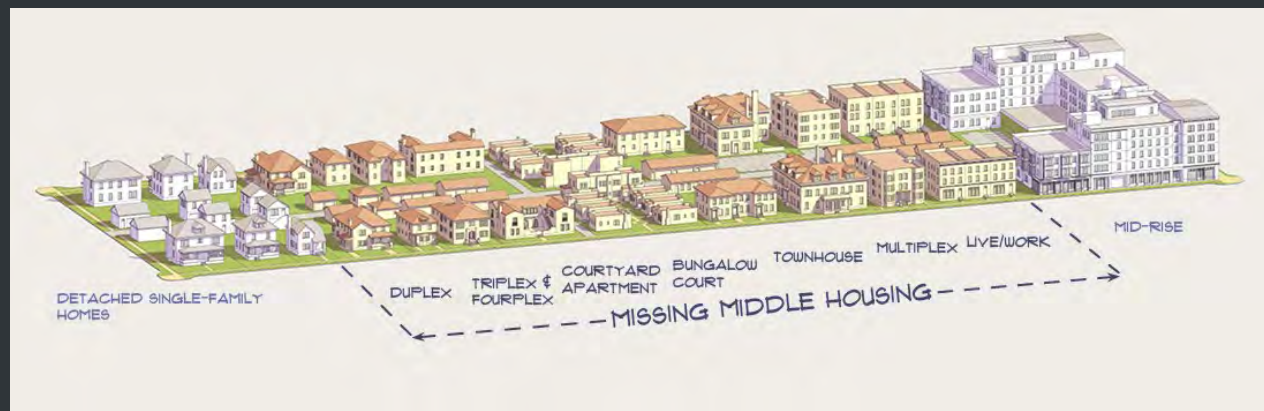 DETACHED SINGLE-FAMILY
HOMES
DUPLEX
TRIPLEX &
FOURPLEX
COURTYARD
APARTMENT
BUNGALOW
COURT
TOWNHOUSE
MULTIPLEX
LIVE/WORK
MISSING MIDDLE HOUSING
MID-RISE